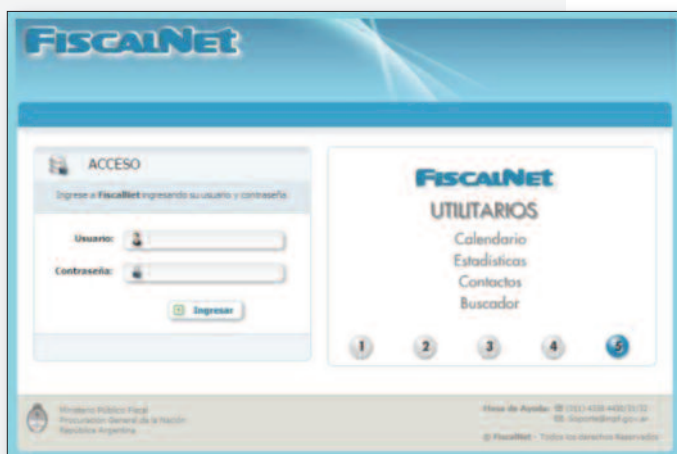 FISCALNET
ACCESO
Ingrese a FiscalNet ingresando su usuario y contraseña
Usuario:
Contraseña:
Ingresar
FISCALNET
UTILITARIOS
Calendario
Estadísticas
Contactos
Buscador
1 2 3 4 5
Ministerio Público Fiscal
Procuración General de la Nación
República Argentina
Mesa de Ayuda:
© FiscalNet - Todos los derechos Reservados